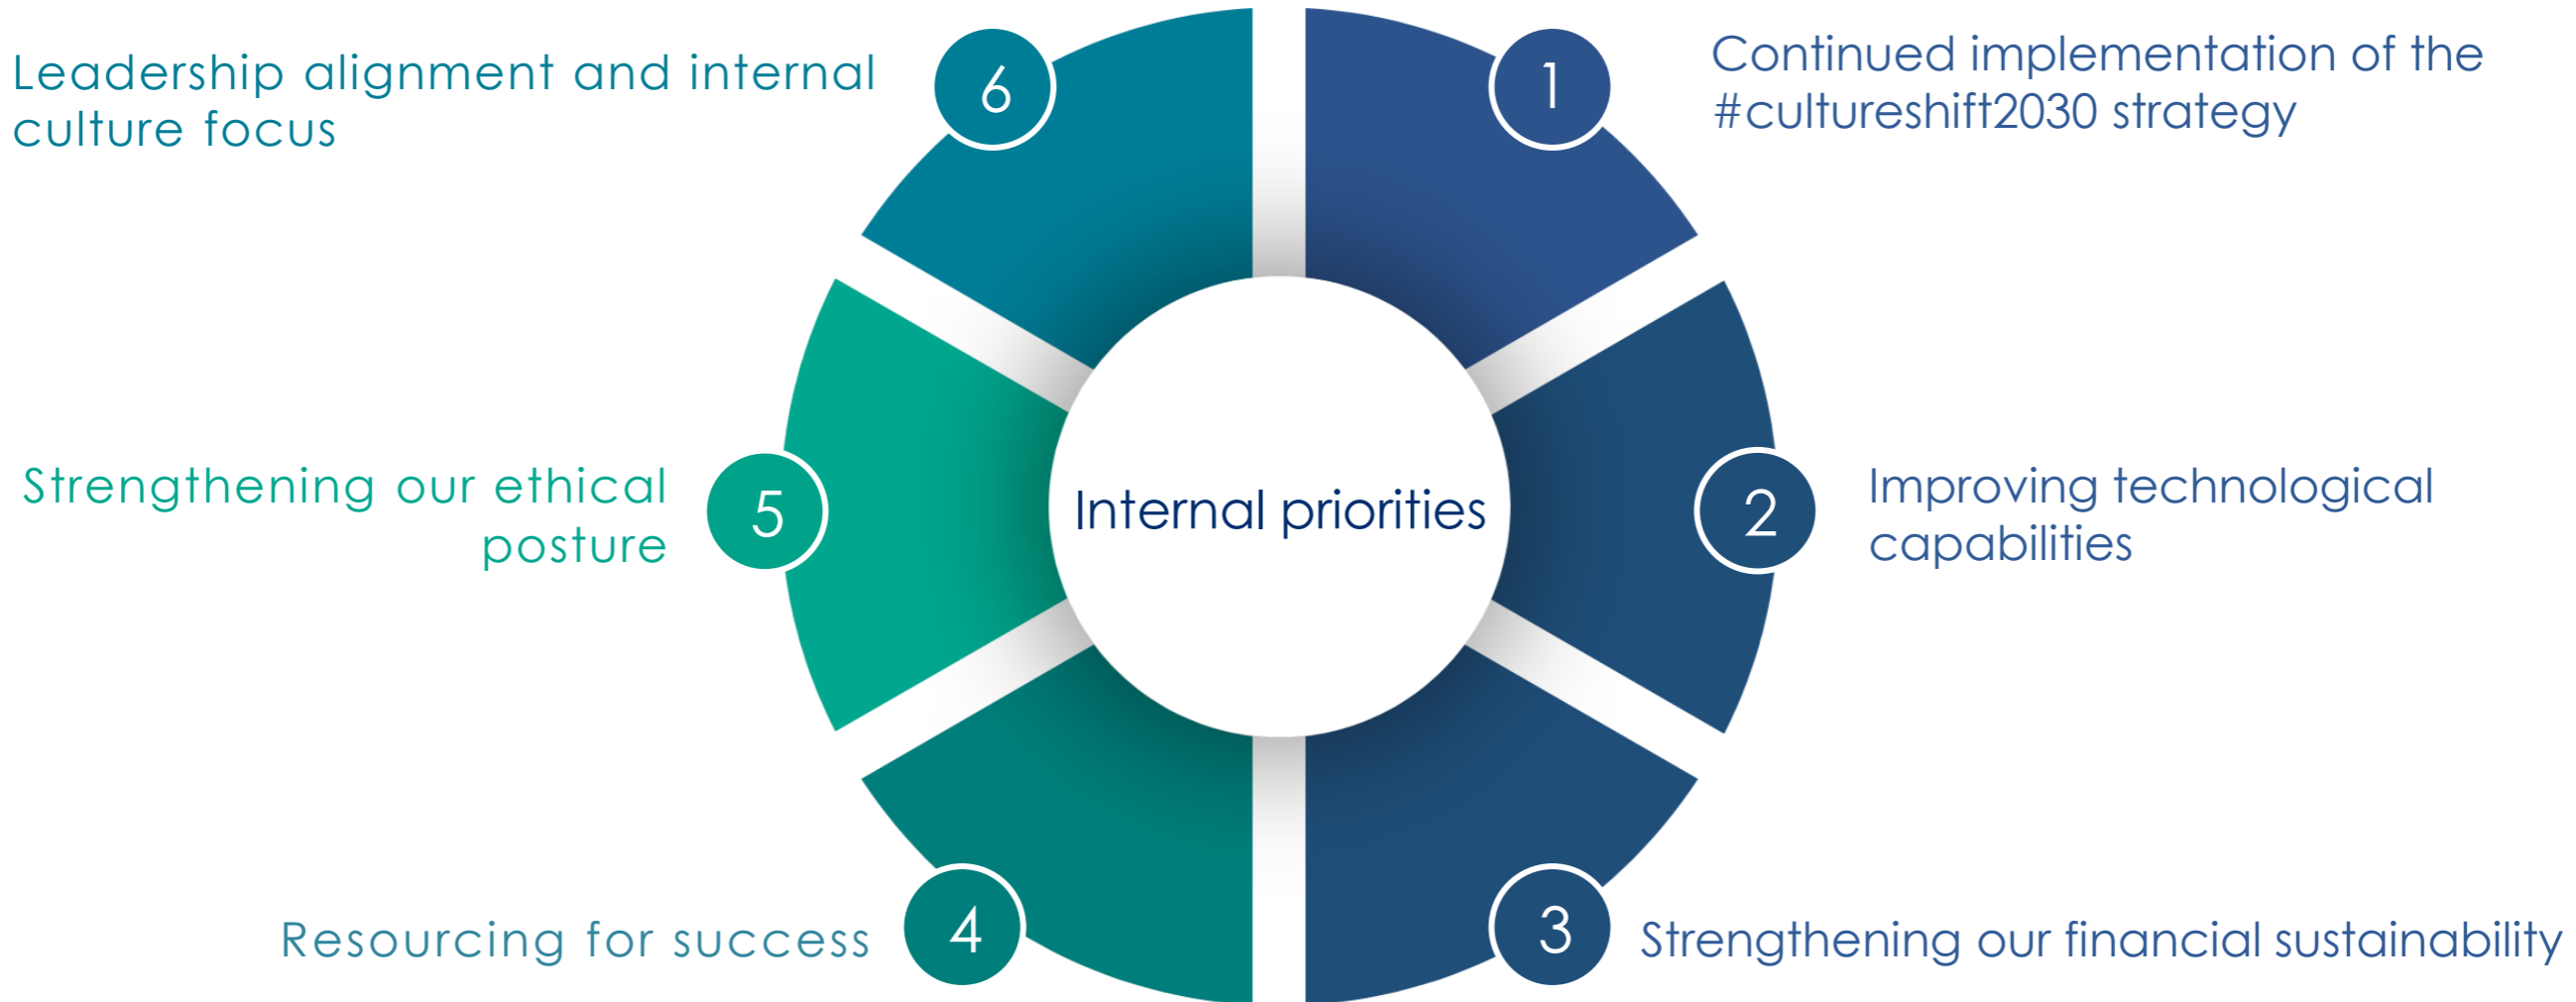 Internal priorities
1
Continued implementation of the
#cultureshift2030 strategy
2
Improving technological
capabilities
3
Strengthening our financial sustainability
4
Resourcing for success
5
Strengthening our ethical
posture
6
Leadership alignment and internal
culture focus